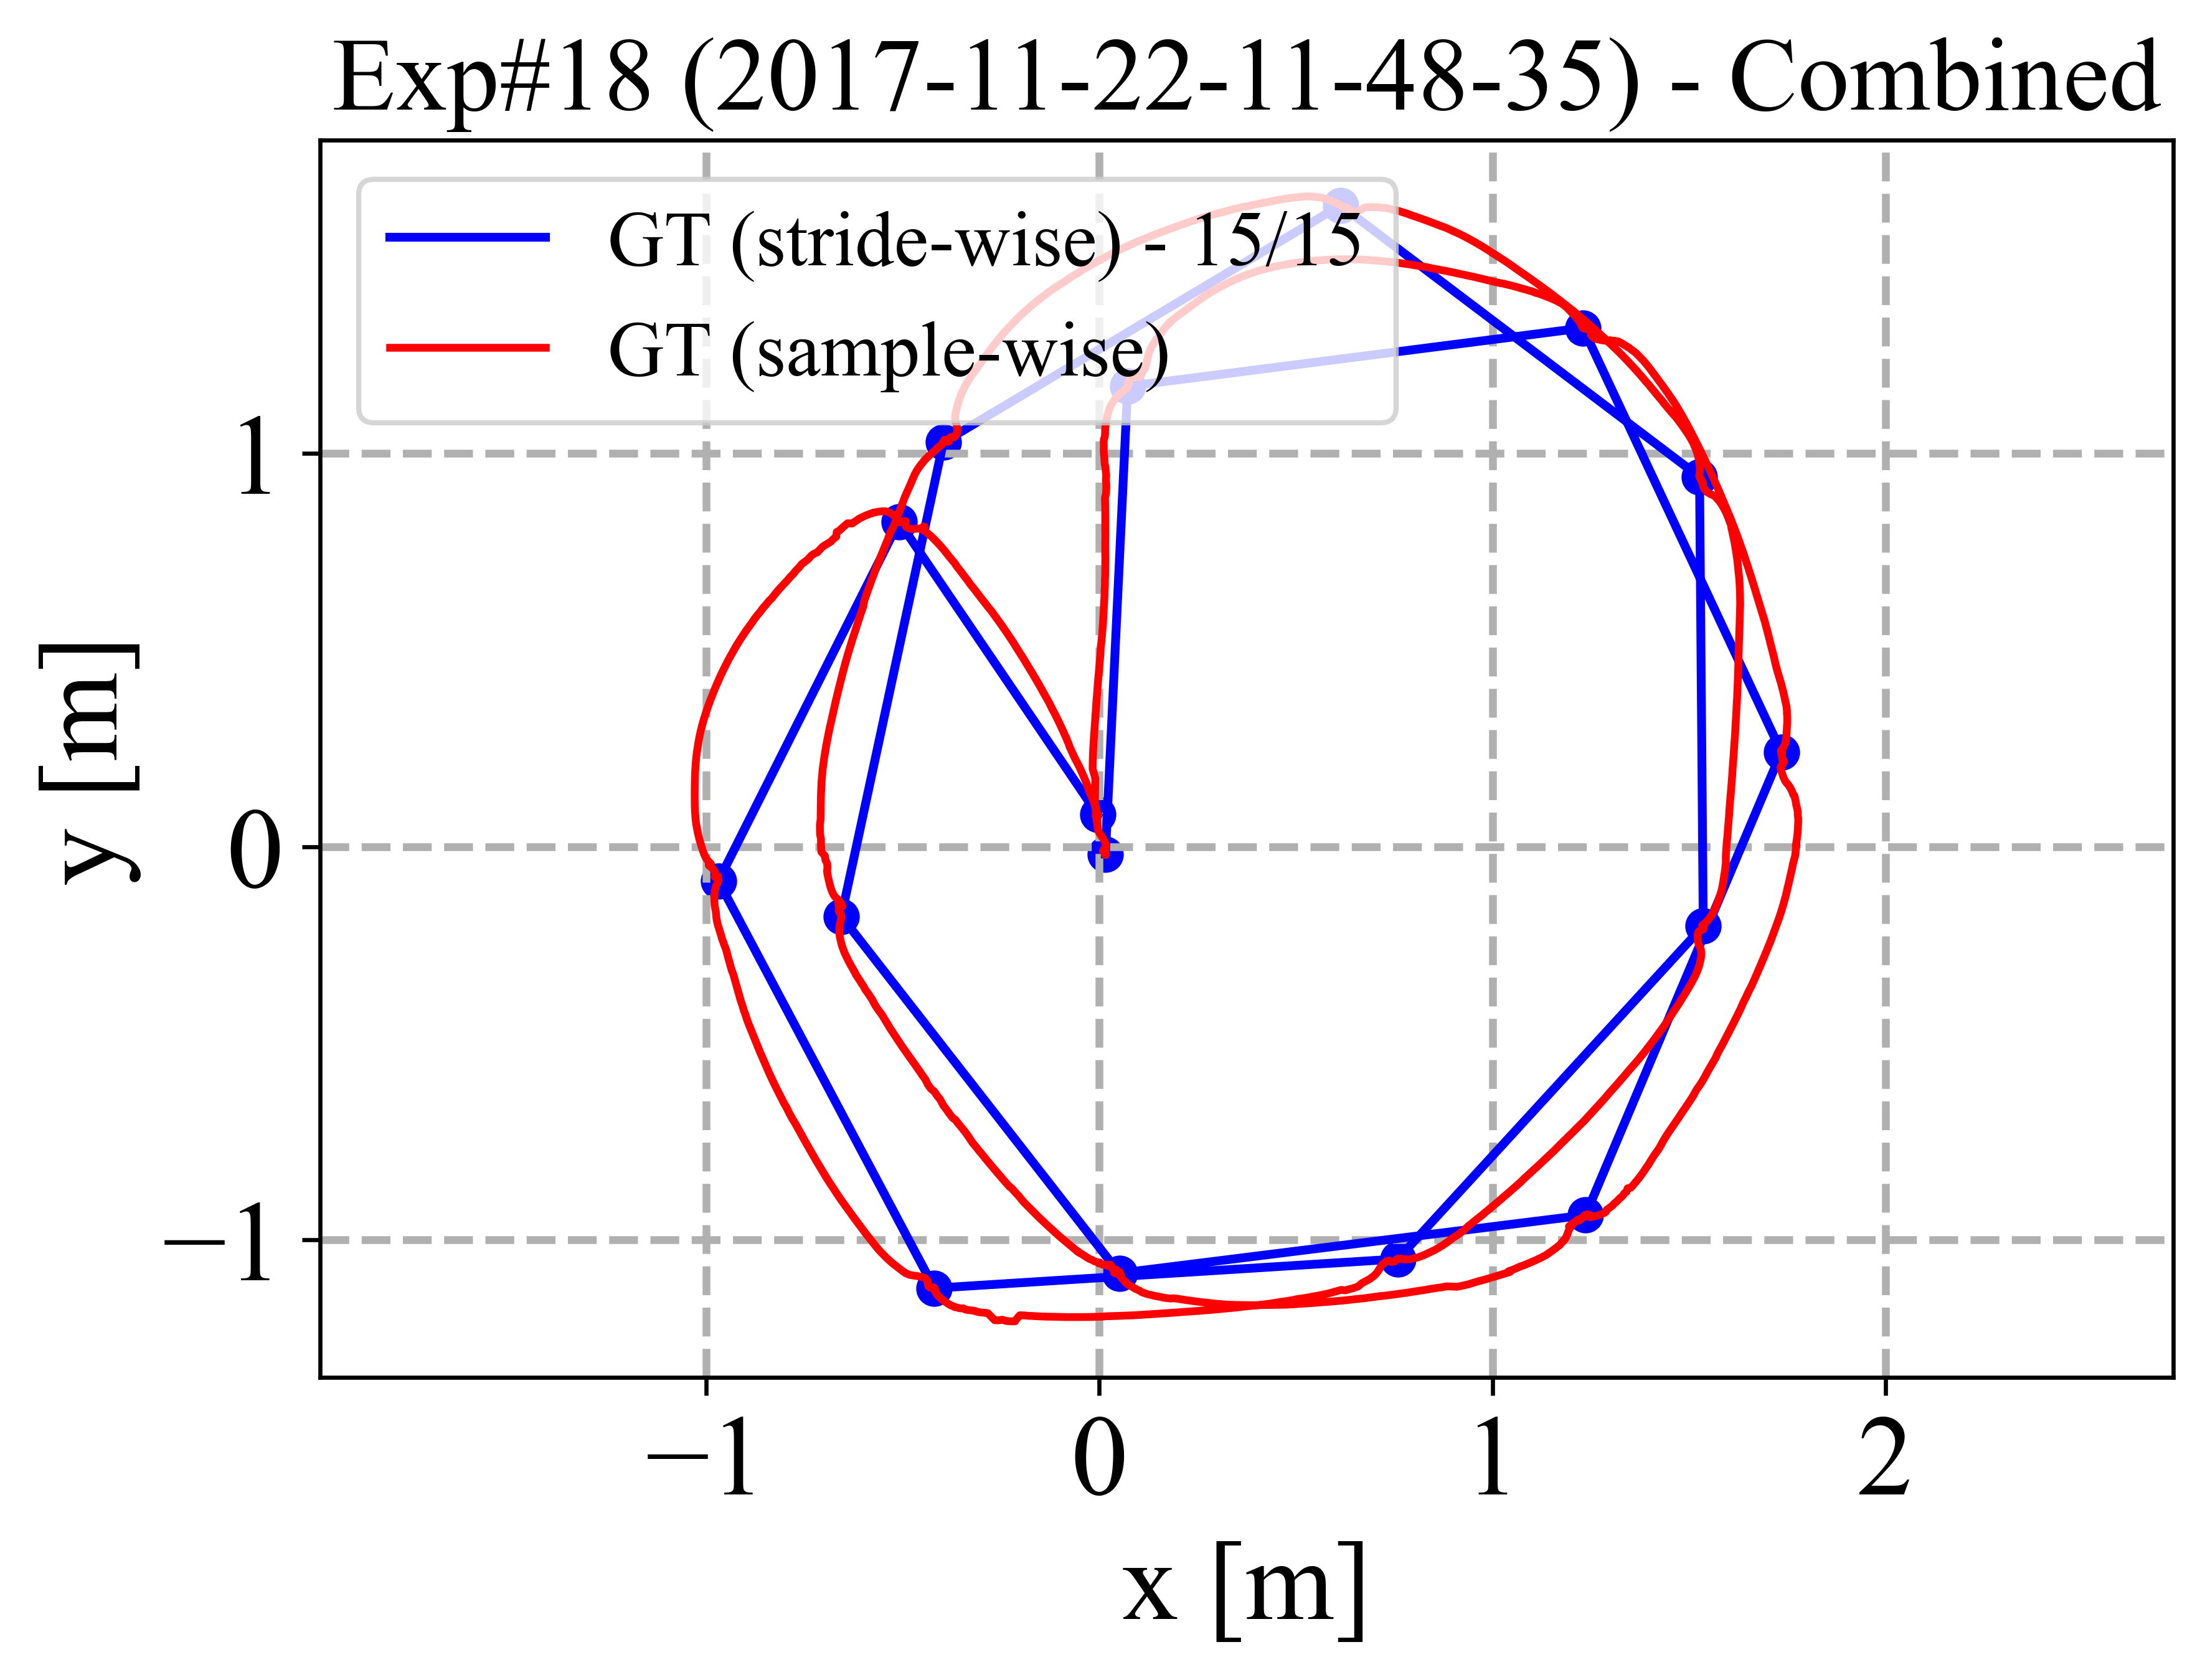 Exp#18 (2017-11-22-11-48-35) - Combined
GT (stride-wise) - 15/15
GT (sample-wise)
1
0
−1
y [m]
−1 0 1 2
x [m]